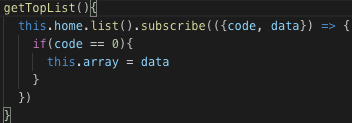 getTopList(){
  this.home.list().subscribe(({code, data}) => {
    if(code == 0){
      this.array = data
    }
  })
}